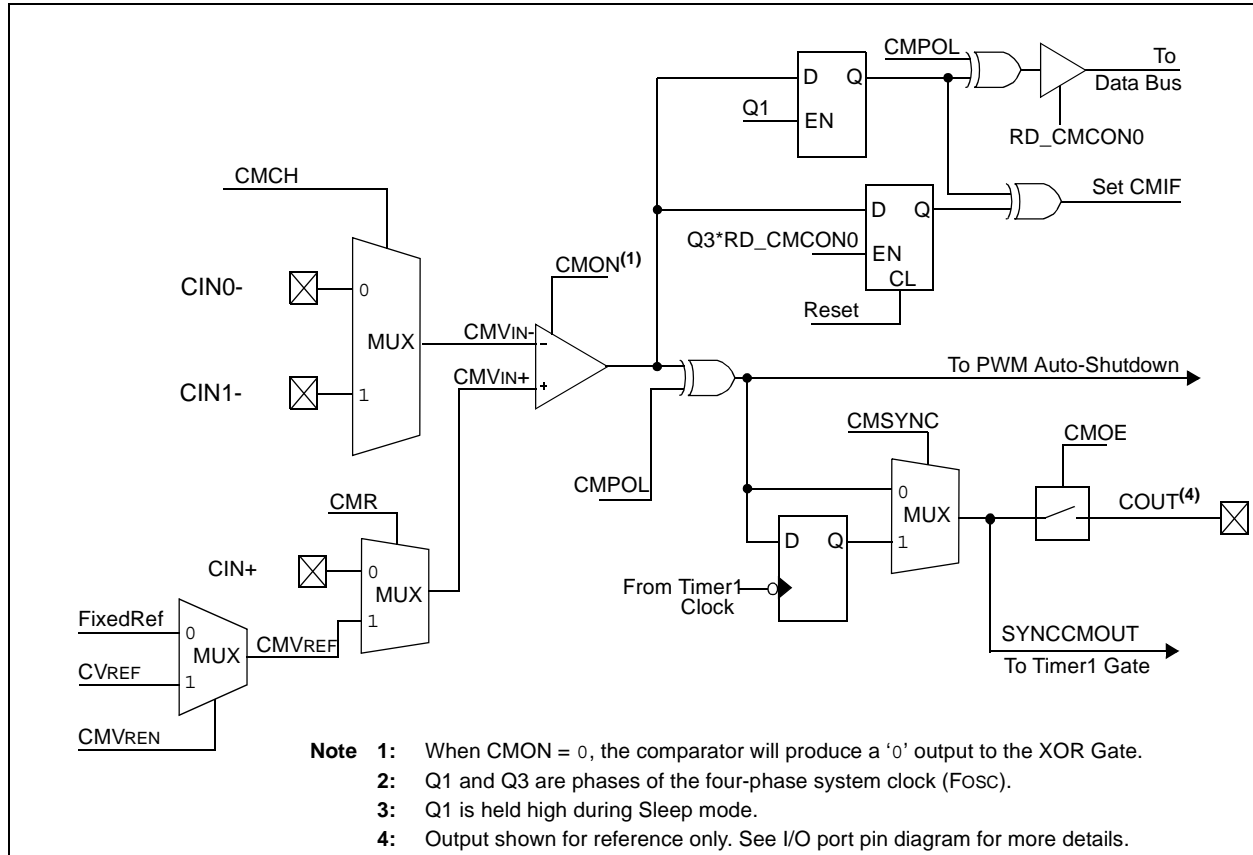 CMPOL
To
Data Bus
D Q
Q1
EN
RD_CMCON0
CMCH
Set CMIF
D Q
Q3*RD_CMCON0
EN
CL
Reset
CMON(1)
CIN0-
0
MUX
CMVIN-
-
CIN1-
1
CMVIN+
+
To PWM Auto-Shutdown
CMPOL
CMSYNC
CMOE
0
MUX
1
COUT(4)
D Q
From Timer1
Clock
SYNCCMOUT
To Timer1 Gate
CMR
CIN+
0
MUX
1
FixedRef
0
MUX
CMVREF
CVREF
1
CMVREN
Note 1: When CMON = 0, the comparator will produce a ‘0’ output to the XOR Gate.
2: Q1 and Q3 are phases of the four-phase system clock (FOSC).
3: Q1 is held high during Sleep mode.
4: Output shown for reference only. See I/O port pin diagram for more details.